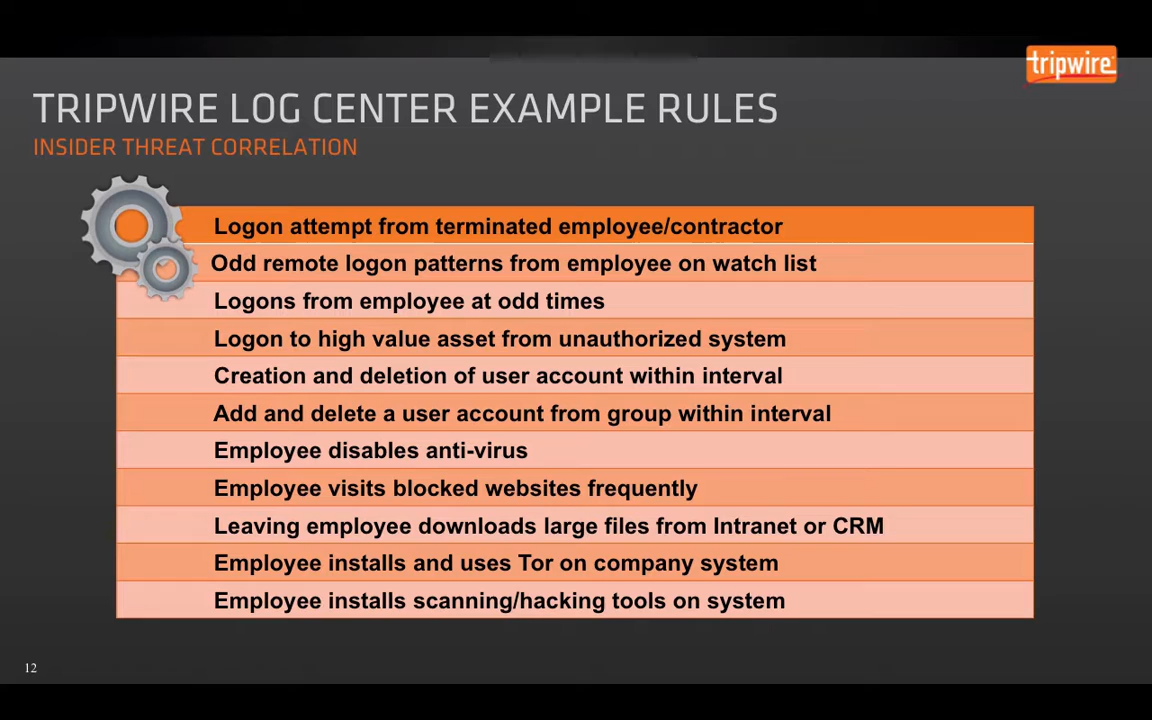 tripwire
TRIPWIRE LOG CENTER EXAMPLE RULES
INSIDER THREAT CORRELATION
Logon attempt from terminated employee/contractor
Odd remote logon patterns from employee on watch list
Logons from employee at odd times
Logon to high value asset from unauthorized system
Creation and deletion of user account within interval
Add and delete a user account from group within interval
Employee disables anti-virus
Employee visits blocked websites frequently
Leaving employee downloads large files from Intranet or CRM
Employee installs and uses Tor on company system
Employee installs scanning/hacking tools on system
12